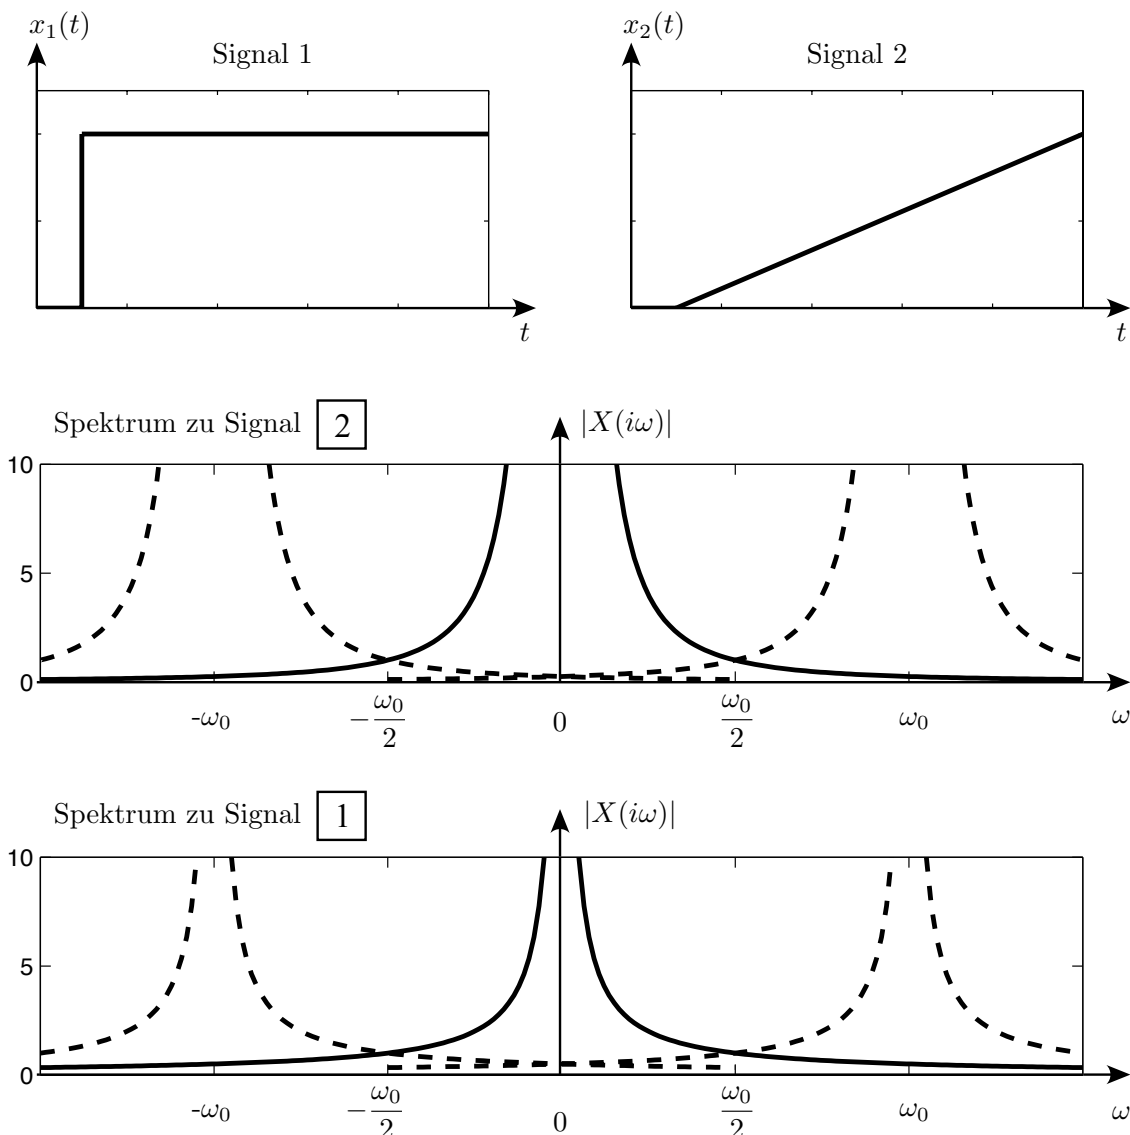 x₁(t)
Signal 1
t
x₂(t)
Signal 2
t
Spektrum zu Signal 2
|X(iω)|
10
5
0
-ω₀
−ω₀/2
0
ω₀/2
ω₀
ω
Spektrum zu Signal 1
|X(iω)|
10
5
0
-ω₀
−ω₀/2
0
ω₀/2
ω₀
ω